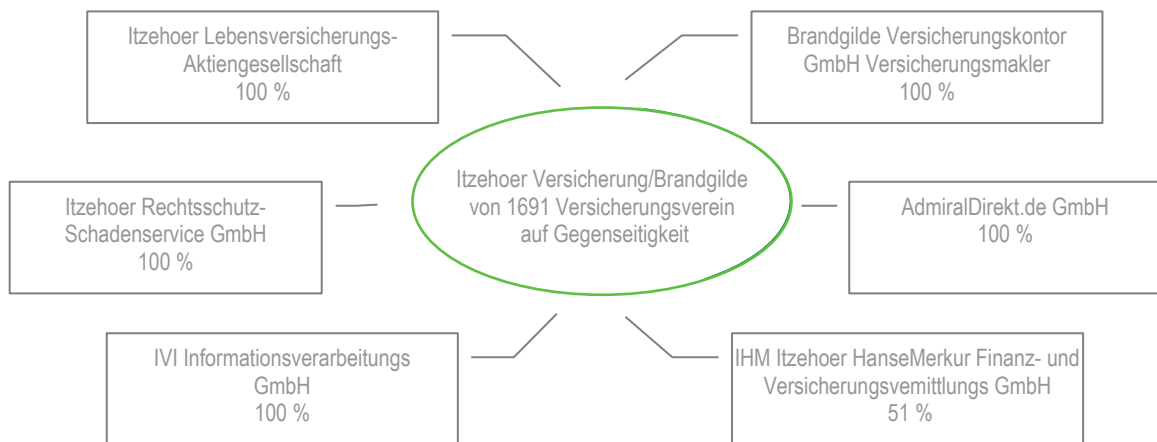 Itzehoer Lebensversicherungs-
Aktiengesellschaft
100 %
Brandgilde Versicherungskontor
GmbH Versicherungsmakler
100 %
Itzehoer Versicherung/Brandgilde
von 1691 Versicherungsverein
auf Gegenseitigkeit
Itzehoer Rechtsschutz-
Schadenservice GmbH
100 %
AdmiralDirekt.de GmbH
100 %
IVI Informationsverarbeitungs
GmbH
100 %
IHM Itzehoer HanseMerkur Finanz- und
Versicherungsvemittlungs GmbH
51 %